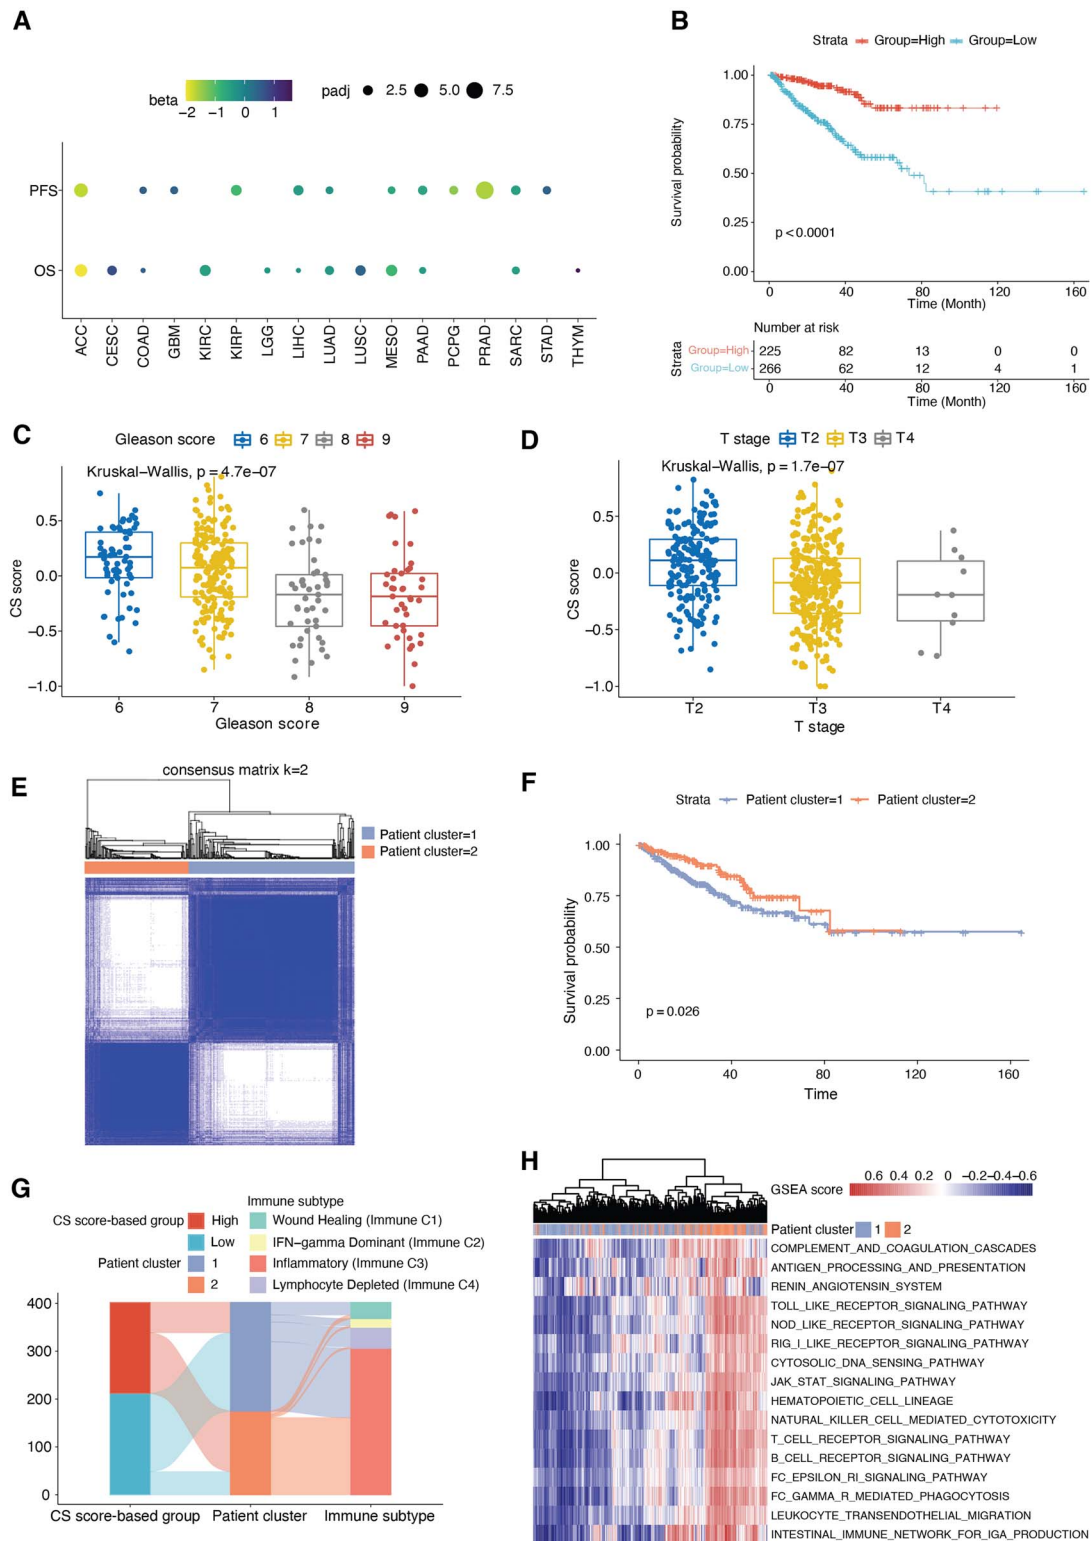 A
beta
−2 −1 0 1
padj 2.5 5.0 7.5
PFS
OS
ACC CESC COAD GBM KIRC KIRP LGG LIHC LUAD LUSC MESO PAAD PCPG PRAD SARC STAD THYM
B
Strata Group=High Group=Low
Survival probability
1.00
0.75
0.50
0.25
0.00
p<0.0001
0 40 80 120 160
Time (Month)
Number at risk
Strata
Group=High 225 82 13 0 0
Group=Low 266 62 12 4 1
0 40 80 120 160
Time (Month)
C
Gleason score 6 7 8 9
Kruskal−Wallis, p=4.7e−07
CS score
0.5
0.0
−0.5
−1.0
6 7 8 9
Gleason score
D
T stage T2 T3 T4
Kruskal−Wallis, p=1.7e−07
CS score
0.5
0.0
−0.5
−1.0
T2 T3 T4
T stage
E
consensus matrix k=2
Patient cluster=1
Patient cluster=2
F
Strata Patient cluster=1 Patient cluster=2
Survival probability
1.00
0.75
0.50
0.25
0.00
p=0.026
0 40 80 120 160
Time
G
Immune subtype
CS score-based group High Wound Healing (Immune C1)
Low IFN-gamma Dominant (Immune C2)
Patient cluster 1 Inflammatory (Immune C3)
2 Lymphocyte Depleted (Immune C4)
400
300
200
100
0
CS score-based group Patient cluster Immune subtype
H
GSEA score 0.6 0.4 0.2 0 −0.2−0.4−0.6
Patient cluster 1 2
COMPLEMENT_AND_COAGULATION_CASCADES
ANTIGEN_PROCESSING_AND_PRESENTATION
RENIN_ANGIOTENSIN_SYSTEM
TOLL_LIKE_RECEPTOR_SIGNALING_PATHWAY
NOD_LIKE_RECEPTOR_SIGNALING_PATHWAY
RIG_I_LIKE_RECEPTOR_SIGNALING_PATHWAY
CYTOSOLIC_DNA_SENSING_PATHWAY
JAK_STAT_SIGNALING_PATHWAY
HEMATOPOIETIC_CELL_LINEAGE
NATURAL_KILLER_CELL_MEDIATED_CYTOTOXICITY
T_CELL_RECEPTOR_SIGNALING_PATHWAY
B_CELL_RECEPTOR_SIGNALING_PATHWAY
FC_EPSILON_RI_SIGNALING_PATHWAY
FC_GAMMA_R_MEDIATED_PHAGOCYTOSIS
LEUKOCYTE_TRANSENDOTHELIAL_MIGRATION
INTESTINAL_IMMUNE_NETWORK_FOR_IGA_PRODUCTION